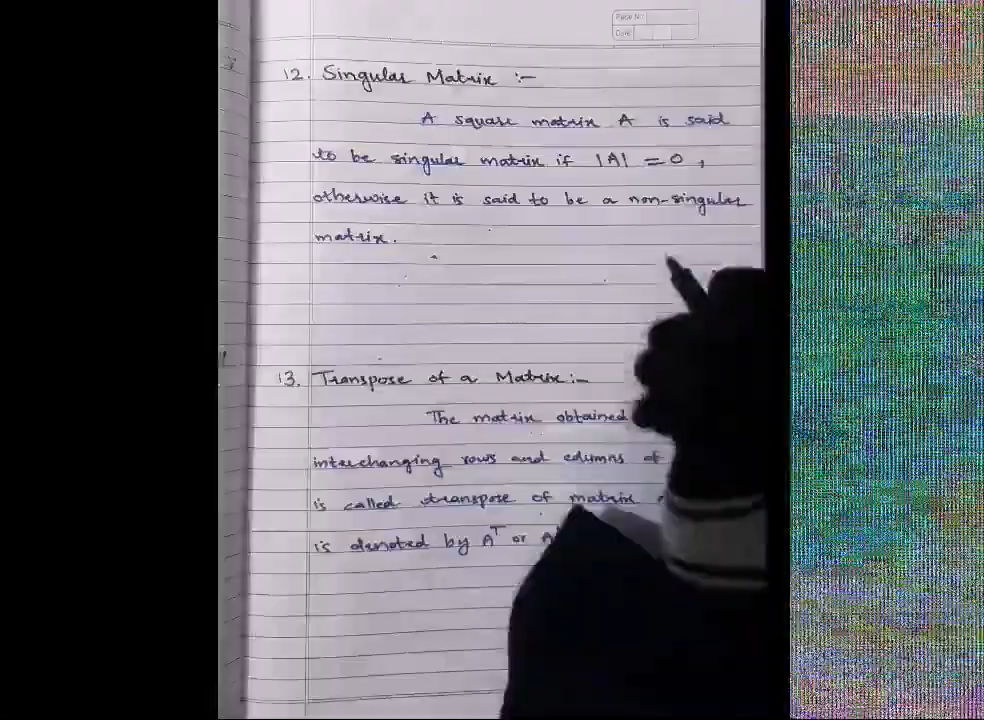 Page No:
Date:
12. Singular Matrix :-
A square matrix A is said
to be singular matrix if |A| = 0,
otherwise it is said to be a non-singular
matrix.
13. Transpose of a Matrix:-
The matrix obtained
interchanging rows and columns of
is called transpose of matrix
is denoted by A^T or